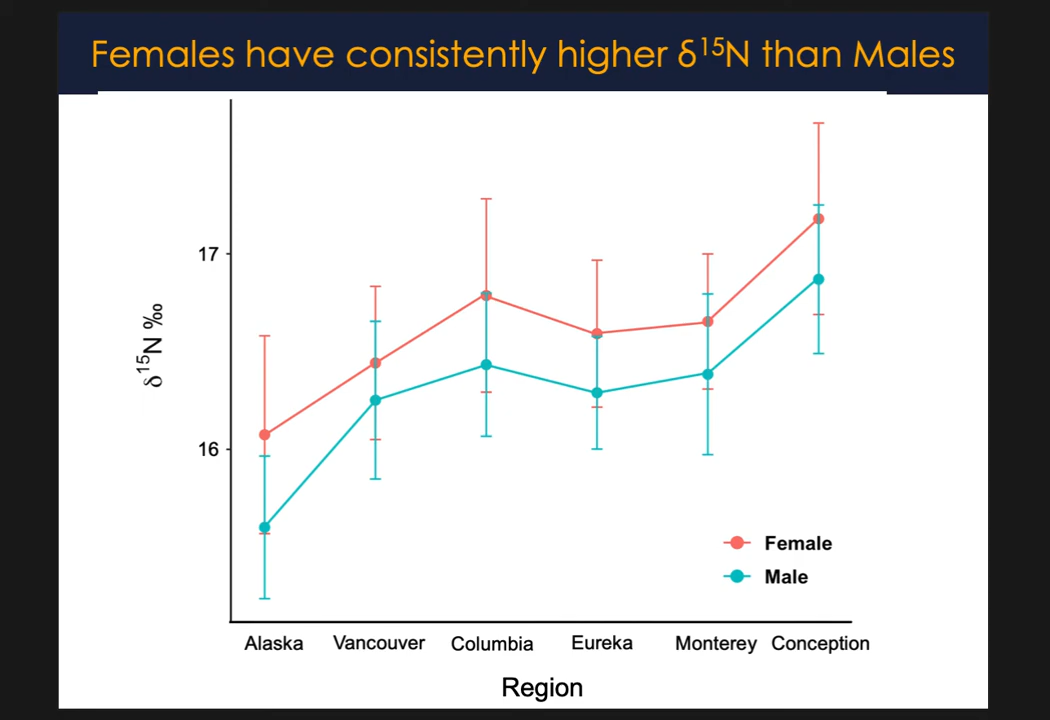 Females have consistently higher δ¹⁵N than Males
17
16
δ¹⁵N ‰
Female
Male
Alaska Vancouver Columbia Eureka Monterey Conception
Region